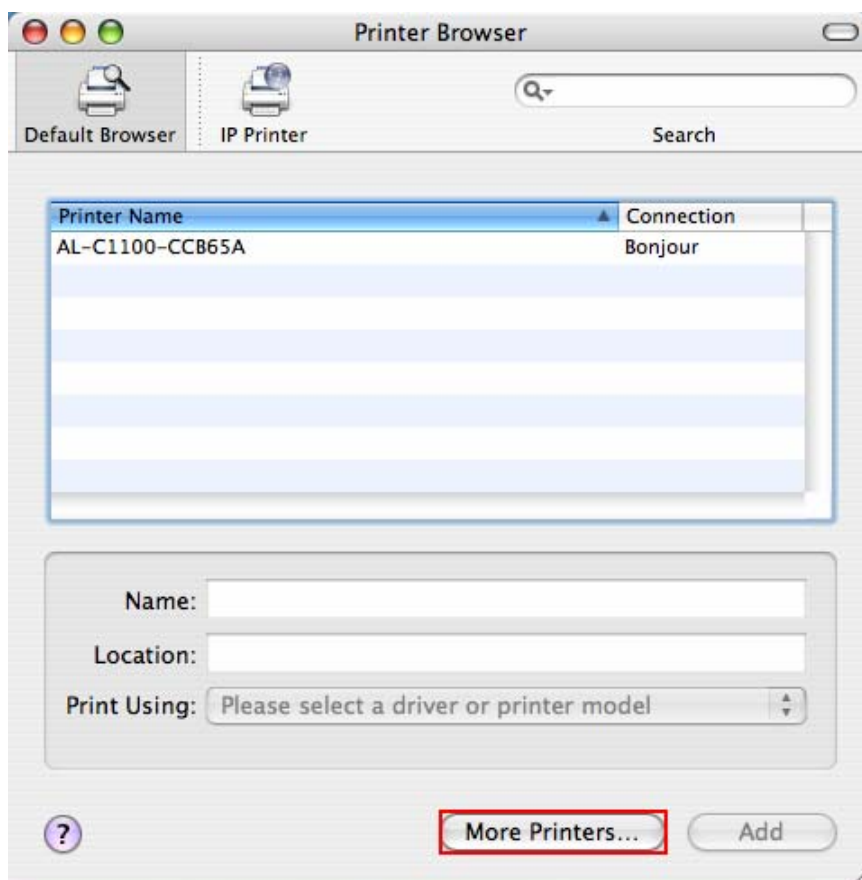 Printer Browser
Default Browser
IP Printer
Search
Printer Name Connection
AL-C1100-CCB65A Bonjour
Name:
Location:
Print Using: Please select a driver or printer model
? More Printers... Add